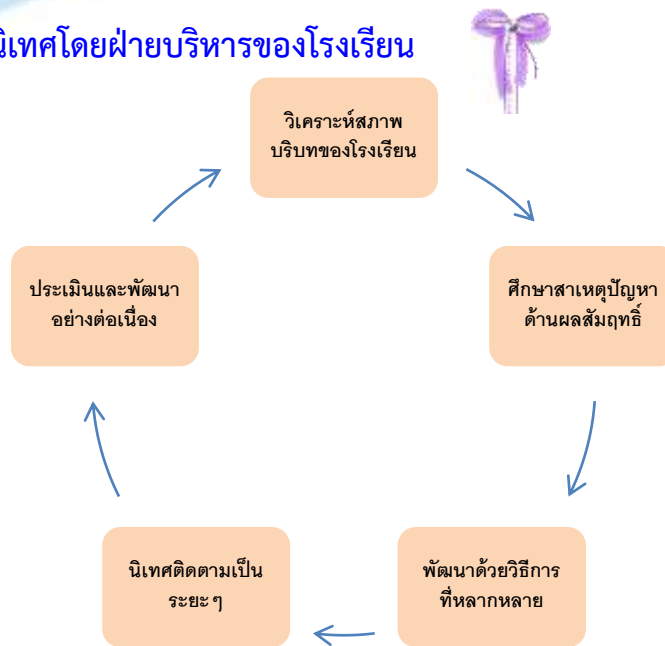 นิเทศโดยฝ่ายบริหารของโรงเรียน
วิเคราะห์สภาพ
บริบทของโรงเรียน
ศึกษาสาเหตุปัญหา
ด้านผลสัมฤทธิ์
พัฒนาด้วยวิธีการ
ที่หลากหลาย
นิเทศติดตามเป็น
ระยะๆ
ประเมินและพัฒนา
อย่างต่อเนื่อง